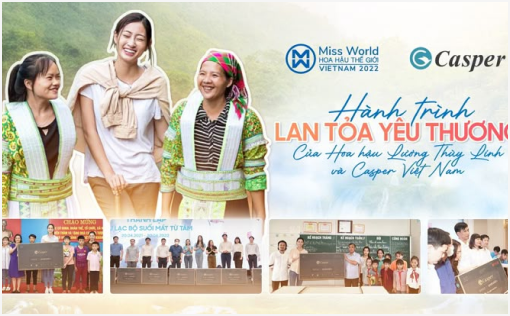 Miss World
HOA HẬU THẾ GIỚI
VIETNAM 2022
Casper
Hành trình
LAN TỎA YÊU THƯƠNG
Của Hoa hậu Lương Thùy Linh
và Casper Việt Nam
CHÀO MỪNG
LẠC BỘ SUỐI MÁT TỪ TÂM